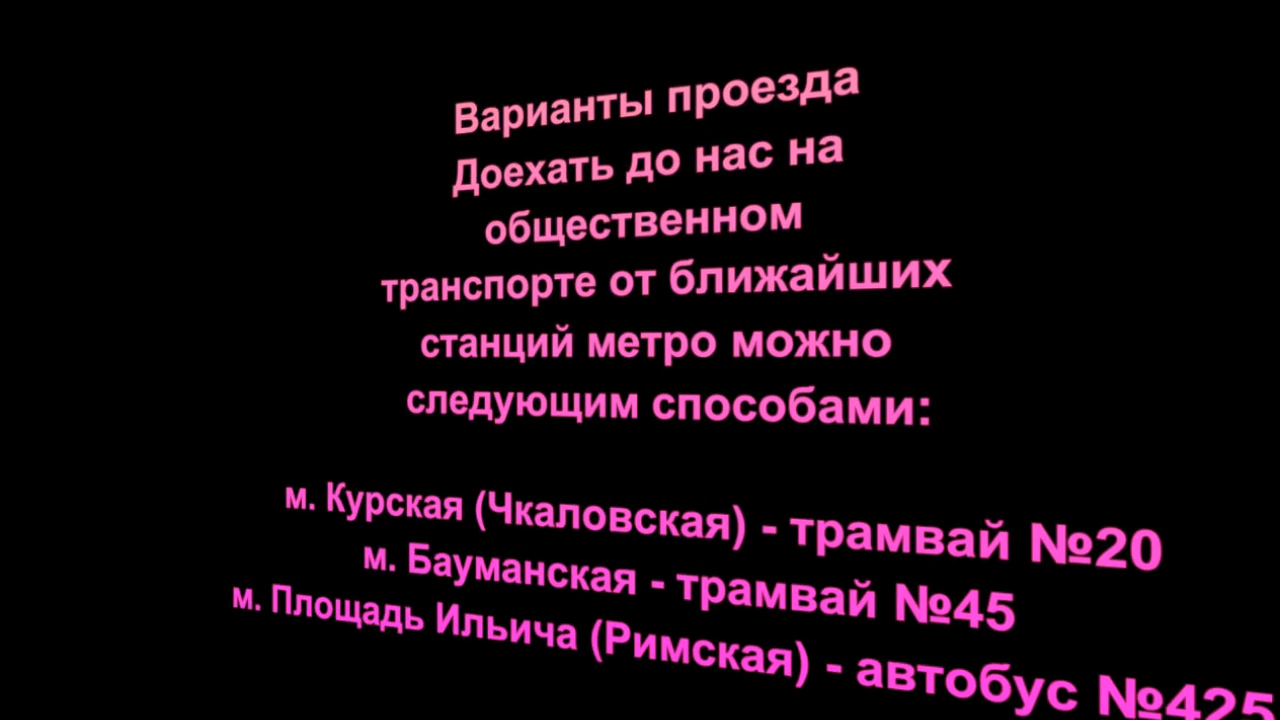 Варианты проезда
Доехать до нас на
общественном
транспорте от ближайших
станций метро можно
следующим способами:
м. Курская (Чкаловская) - трамвай №20
м. Бауманская - трамвай №45
м. Площадь Ильича (Римская) - автобус №425